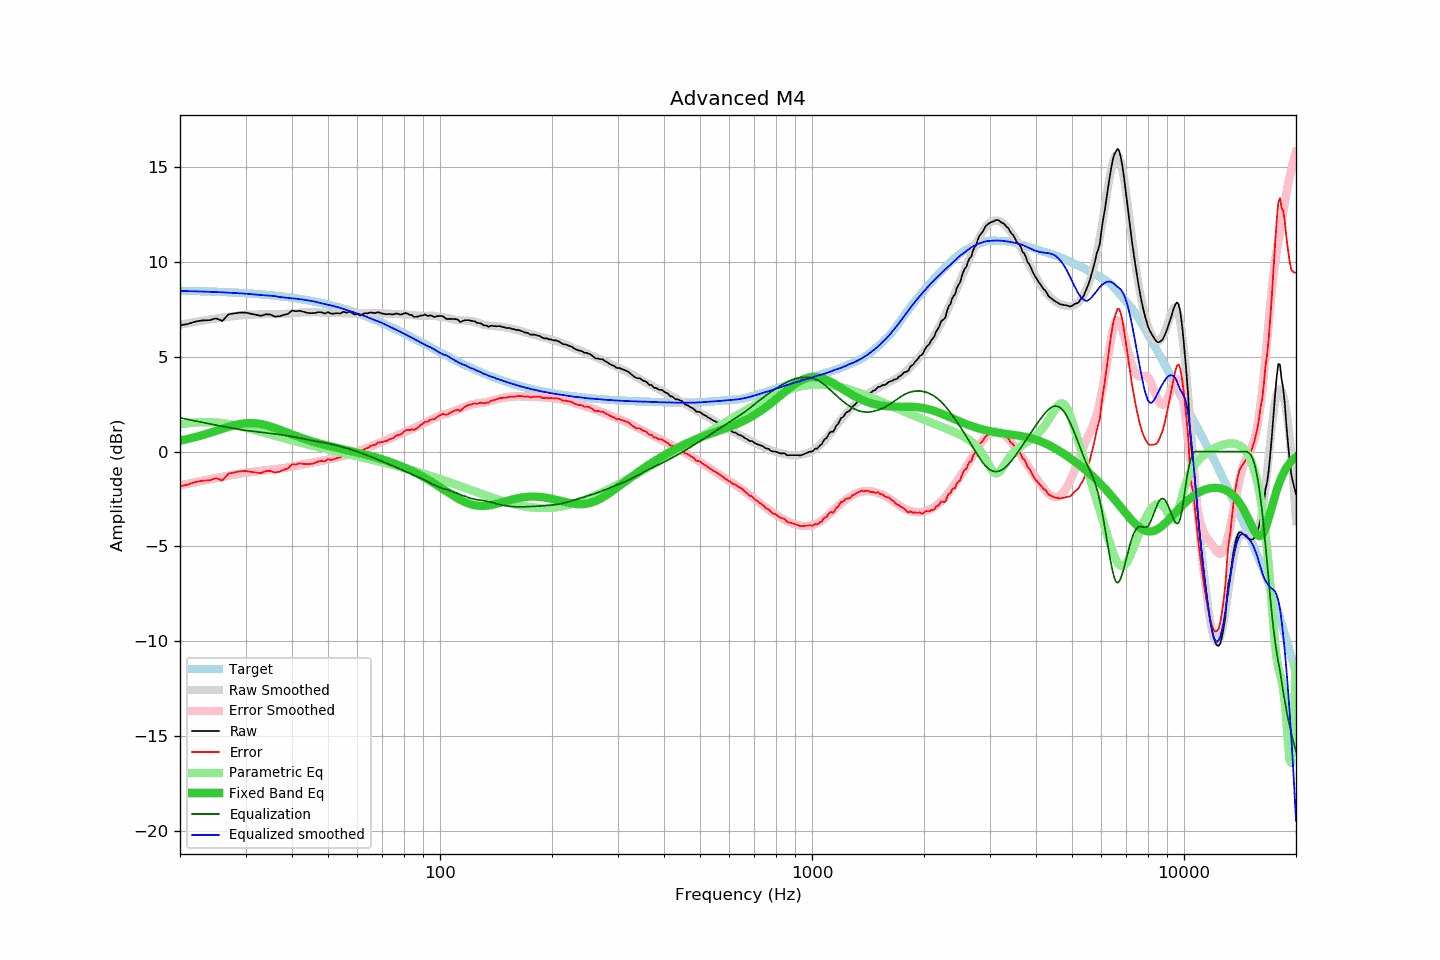 Advanced M4
Amplitude (dBr)
15
10
5
0
−5
−10
−15
−20
Target
Raw Smoothed
Error Smoothed
Raw
Error
Parametric Eq
Fixed Band Eq
Equalization
Equalized smoothed
100
1000
10000
Frequency (Hz)